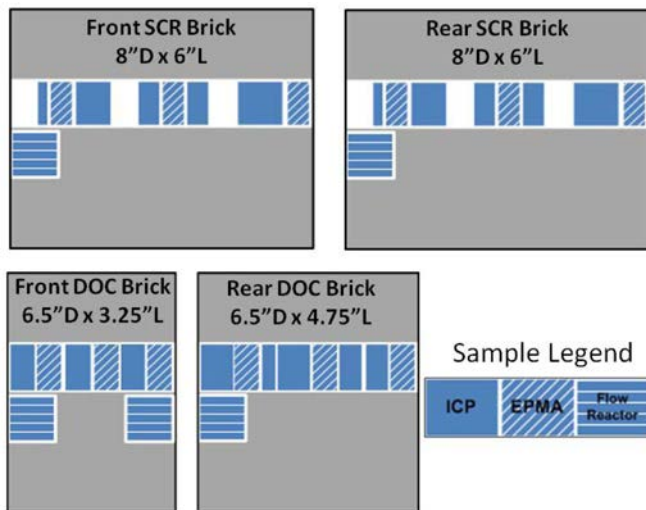 Front SCR Brick
8”D x 6”L
Rear SCR Brick
8”D x 6”L
Front DOC Brick
6.5”D x 3.25”L
Rear DOC Brick
6.5”D x 4.75”L
Sample Legend
ICP
EPMA
Flow
Reactor